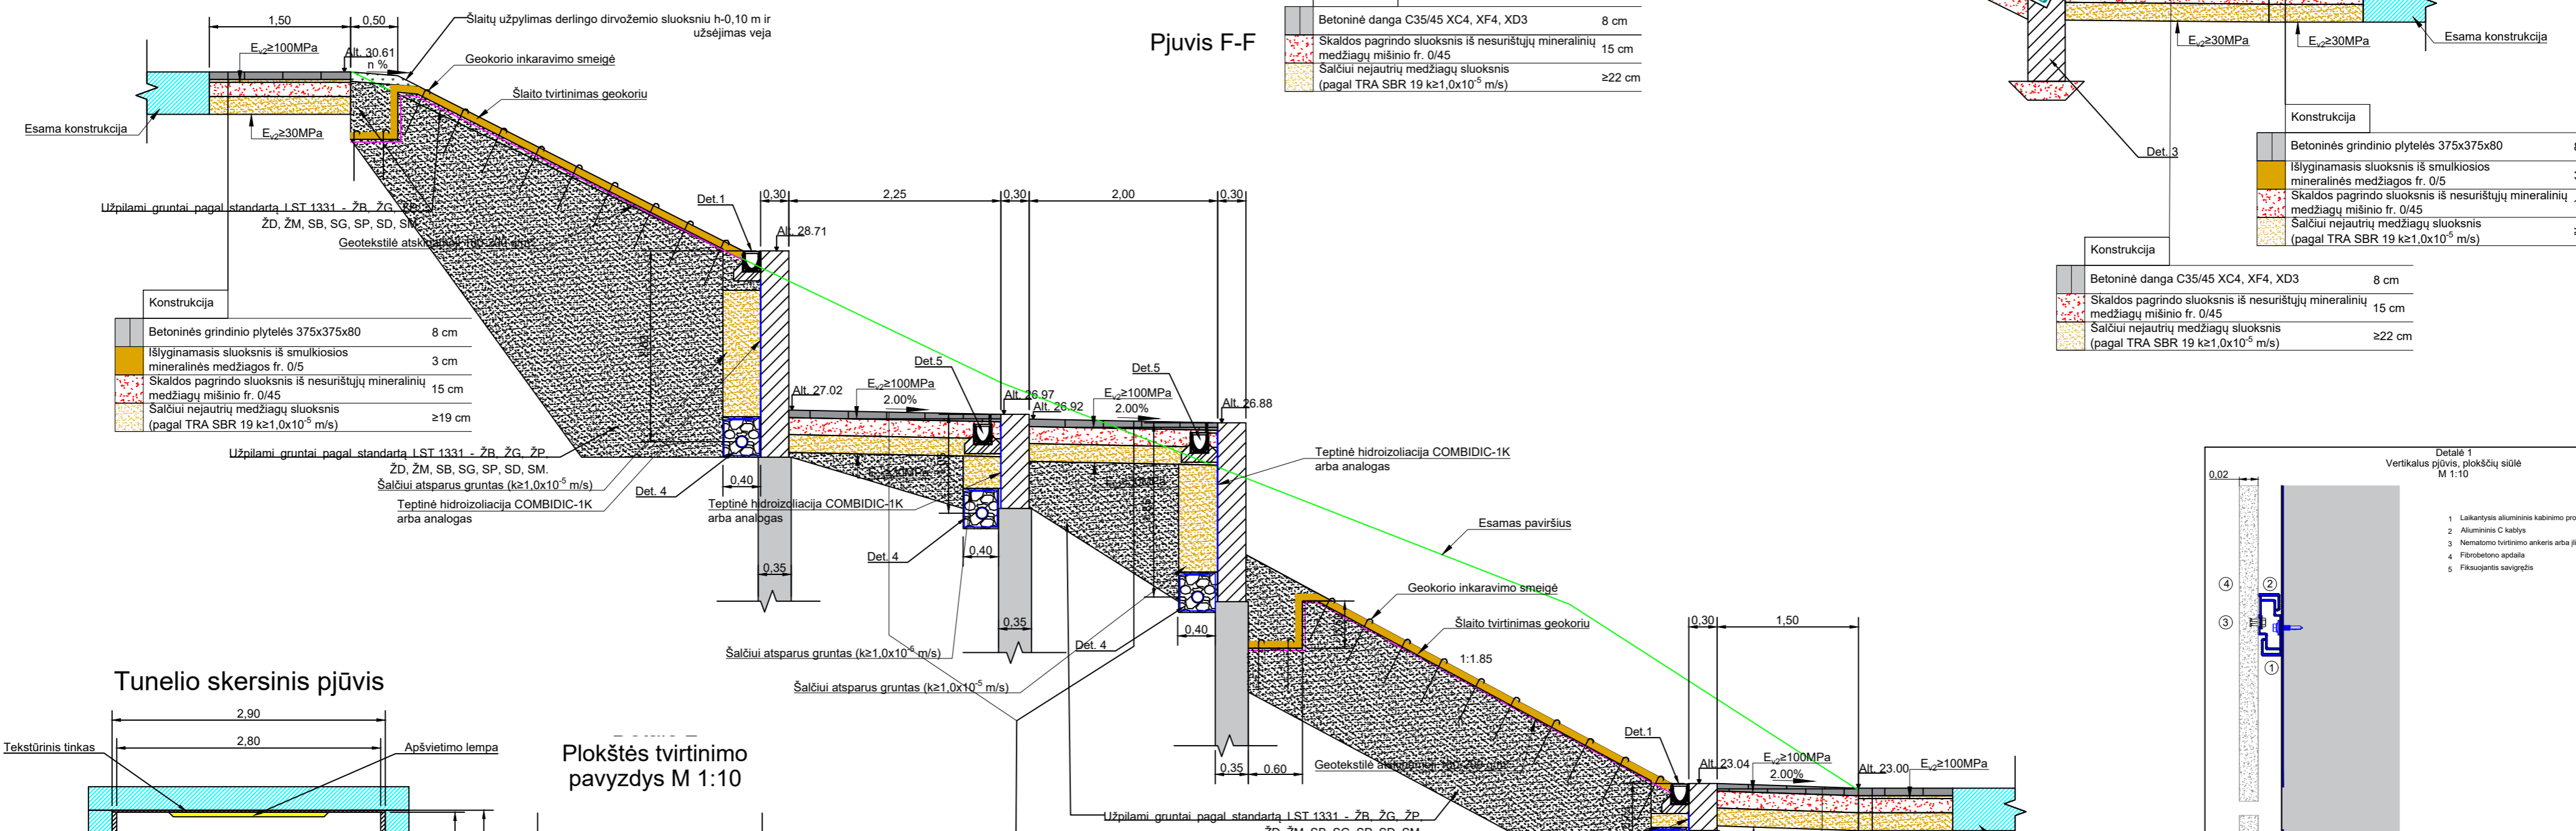 1,50
0,50
Šlaitų užpylimas derlingo dirvožemio sluoksniu h-0,10 m ir
užsėjimas veja
Ev2≥100MPa
Alt. 30.61
n %
Geokorio inkaravimo smeigė
Šlaito tvirtinimas geokoriu
Esama konstrukcija
Ev2≥30MPa
Užpilami gruntai pagal standartą LST 1331 - ŽB, ŽG,
ŽD, ŽM, SB, SG, SP, SD, SM.
Geotekstilė
Konstrukcija
Betoninės grindinio plytelės 375x375x80 8 cm
Išlyginamasis sluoksnis iš smulkiosios
mineralinės medžiagos fr. 0/5 3 cm
Skaldos pagrindo sluoksnis iš nesurištųjų mineralinių
medžiagų mišinio fr. 0/45 15 cm
Šalčiui nejautrių medžiagų sluoksnis
(pagal TRA SBR 19 k≥1,0x10-5 m/s) ≥19 cm
Užpilami gruntai pagal standartą LST 1331 - ŽB, ŽG, ŽP,
ŽD, ŽM, SB, SG, SP, SD, SM.
Šalčiui atsparus gruntas (k≥1,0x10-5 m/s)
Teptinė hidroizoliacija COMBIDIC-1K
arba analogas
Det.1
0,30
2,25
0,30
2,00
0,30
Alt. 28.71
Alt. 27.02
Det.5
Ev2≥100MPa
2.00%
Alt. 26.97
Alt. 26.92
Det.5
Ev2≥100MPa
2.00%
Alt. 26.88
Det. 4
0,40
Teptinė hidroizoliacija COMBIDIC-1K
arba analogas
0,35
Det. 4
0,40
0,35
Šalčiui atsparus gruntas (k≥1,0x10-5 m/s)
Šalčiui atsparus gruntas (k≥1,0x10-5 m/s)
Det. 4
0,40
0,35
0,60
Teptinė hidroizoliacija COMBIDIC-1K
arba analogas
Esamas paviršius
Geokorio inkaravimo smeigė
Šlaito tvirtinimas geokoriu
1:1.85
0,30
1,50
Det.1
Geotekstilė
Alt. 23.04
Ev2≥100MPa
2.00%
Alt. 23.00
Ev2≥100MPa
Užpilami gruntai pagal standartą LST 1331 - ŽB, ŽG, ŽP,
ŽD, ŽM, SB, SG, SP, SD, SM.
Pjuvis F-F
Betoninė danga C35/45 XC4, XF4, XD3 8 cm
Skaldos pagrindo sluoksnis iš nesurištųjų mineralinių
medžiagų mišinio fr. 0/45 15 cm
Šalčiui nejautrių medžiagų sluoksnis
(pagal TRA SBR 19 k≥1,0x10-5 m/s) ≥22 cm
Ev2≥30MPa
Ev2≥30MPa
Esama konstrukcija
Det. 3
Konstrukcija
Betoninės grindinio plytelės 375x375x80
Išlyginamasis sluoksnis iš smulkiosios
mineralinės medžiagos fr. 0/5
Skaldos pagrindo sluoksnis iš nesurištųjų mineralinių
medžiagų mišinio fr. 0/45
Šalčiui nejautrių medžiagų sluoksnis
(pagal TRA SBR 19 k≥1,0x10-5 m/s)
Konstrukcija
Betoninė danga C35/45 XC4, XF4, XD3 8 cm
Skaldos pagrindo sluoksnis iš nesurištųjų mineralinių
medžiagų mišinio fr. 0/45 15 cm
Šalčiui nejautrių medžiagų sluoksnis
(pagal TRA SBR 19 k≥1,0x10-5 m/s) ≥22 cm
Detalė 1
Vertikalus pjūvis, plokščių siūlė
M 1:10
0,02
1 Laikantysis aliumininis kabinimo
2 Aliumininis C kablys
3 Nematomo tvirtinimo ankeris arba
4 Fibrobetono apdaila
5 Fiksuojantis savigręžis
4
2
3
1
Tunelio skersinis pjūvis
2,90
2,80
Tekstūrinis tinkas
Apšvietimo lempa
Plokštės tvirtinimo
pavyzdys M 1:10